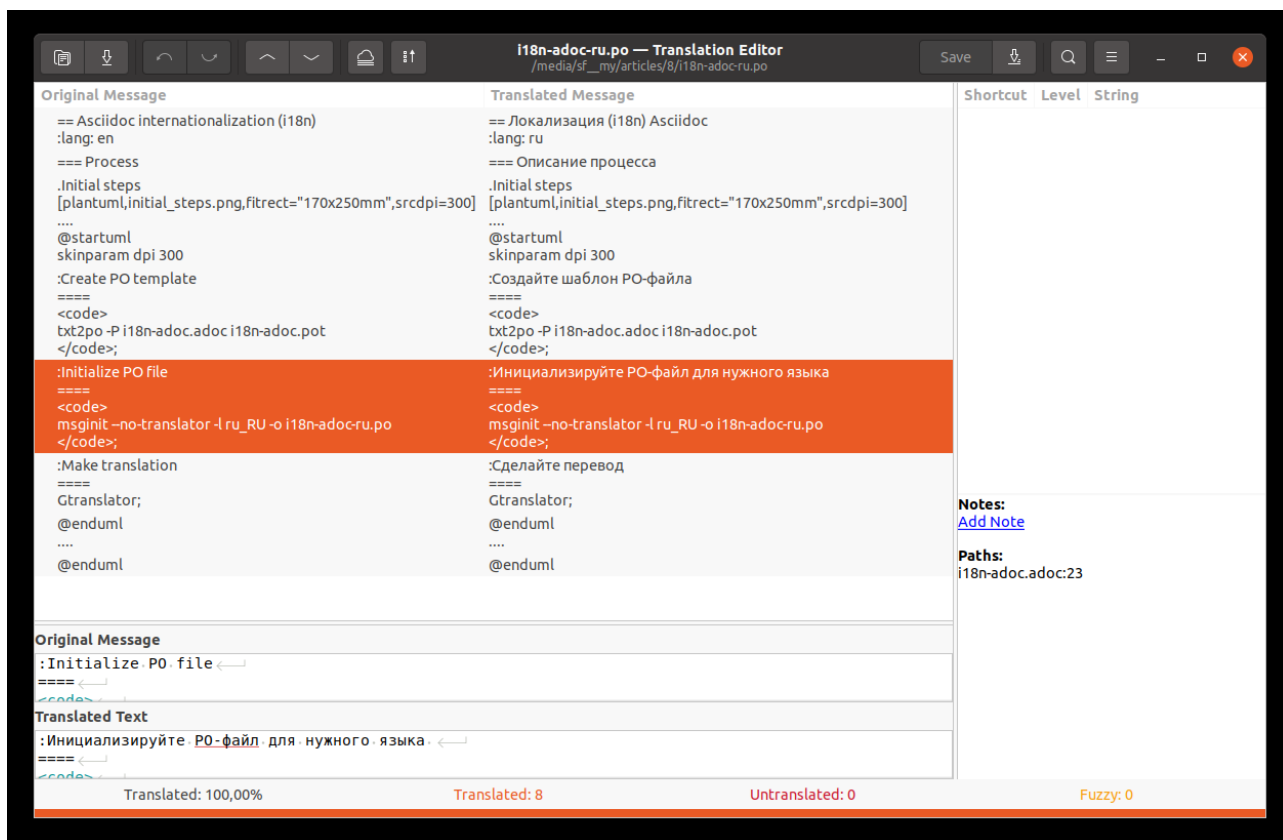 i18n-adoc-ru.po — Translation Editor
/media/sf__my/articles/8/i18n-adoc-ru.po
Save
Original Message
Translated Message
Shortcut Level String
== Asciidoc internationalization (i18n)
:lang: en
== Локализация (i18n) Asciidoc
:lang: ru
=== Process
=== Описание процесса
.Initial steps
[plantuml,initial_steps.png,fitrect="170x250mm",srcdpi=300]
....
@startuml
skinparam dpi 300
.Initial steps
[plantuml,initial_steps.png,fitrect="170x250mm",srcdpi=300]
....
@startuml
skinparam dpi 300
:Create PO template
====
<code>
txt2po -P i18n-adoc.adoc i18n-adoc.pot
</code>;
:Создайте шаблон PO-файла
====
<code>
txt2po -P i18n-adoc.adoc i18n-adoc.pot
</code>;
:Initialize PO file
====
<code>
msginit --no-translator -l ru_RU -o i18n-adoc-ru.po
</code>;
:Инициализируйте PO-файл для нужного языка
====
<code>
msginit --no-translator -l ru_RU -o i18n-adoc-ru.po
</code>;
:Make translation
====
Gtranslator;
:Сделайте перевод
====
Gtranslator;
@enduml
....
@enduml
....
@enduml
@enduml
Notes:
Add Note
Paths:
i18n-adoc.adoc:23
Original Message
:Initialize PO file
====
<code>
Translated Text
:Инициализируйте PO-файл для нужного языка
====
<code>
Translated: 100,00%
Translated: 8
Untranslated: 0
Fuzzy: 0